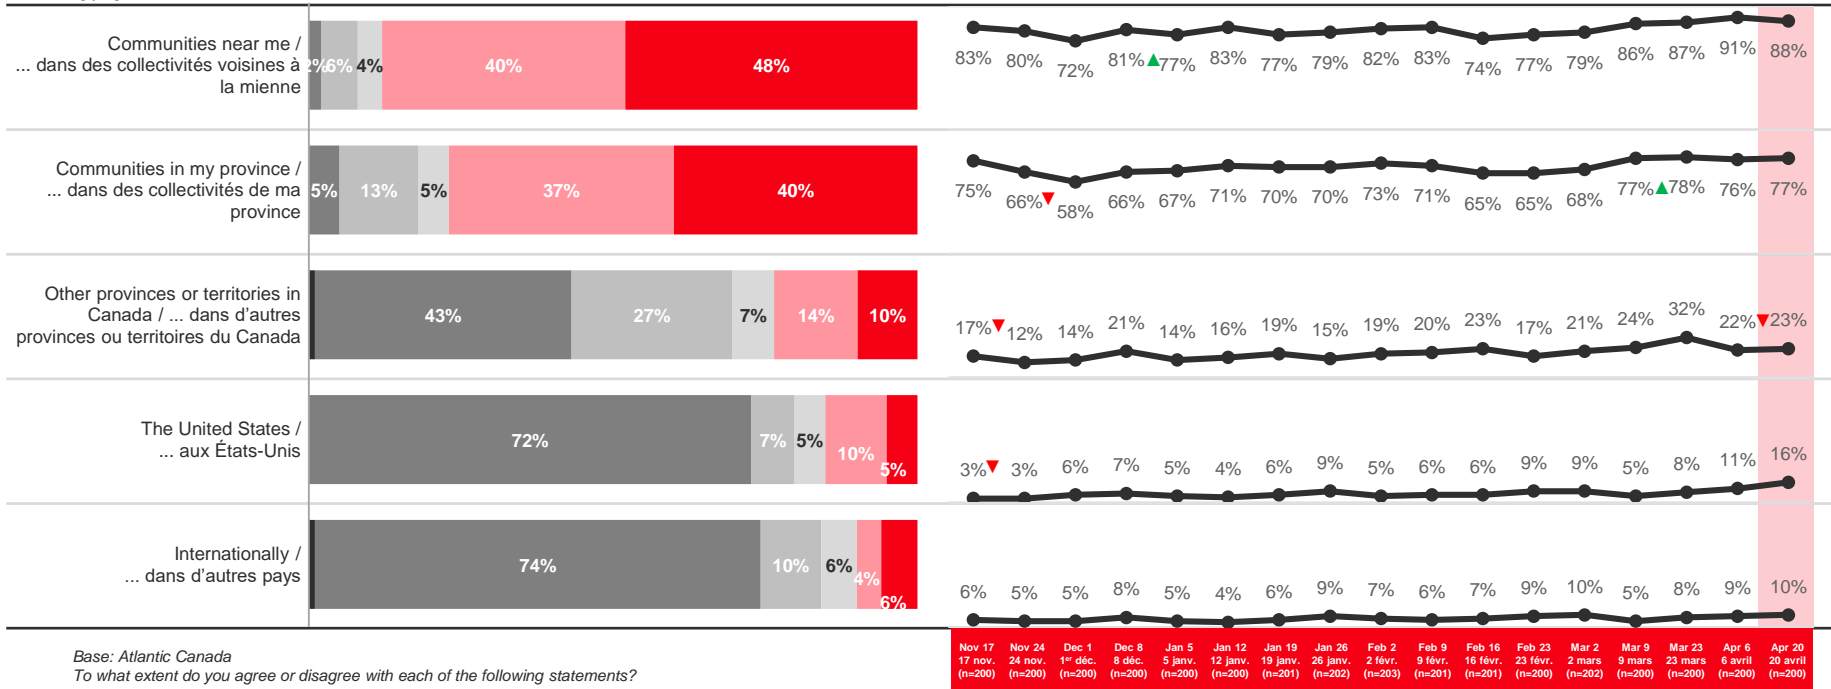 Communities near me /
... dans des collectivités voisines à
la mienne
2% 6% 4% 40% 48%
83% 80% 72% 81% 77% 83% 77% 79% 82% 83% 74% 77% 79% 86% 87% 91% 88%
Communities in my province /
... dans des collectivités de ma
province
5% 13% 5% 37% 40%
75% 66% 58% 66% 67% 71% 70% 70% 73% 71% 65% 65% 68% 77% 78% 76% 77%
Other provinces or territories in
Canada / ... dans d'autres
provinces ou territoires du Canada
43% 27% 7% 14% 10%
17% 12% 14% 21% 14% 16% 19% 15% 19% 20% 23% 17% 21% 24% 32% 22% 23%
The United States /
... aux États-Unis
72% 7% 5% 10% 5%
3% 3% 6% 7% 5% 4% 6% 9% 5% 6% 6% 9% 9% 5% 8% 11% 16%
Internationally /
... dans d'autres pays
74% 10% 6% 4% 6%
6% 5% 5% 8% 5% 4% 6% 9% 7% 6% 7% 9% 10% 5% 8% 9% 10%
Nov 17 Nov 24 Dec 1 Dec 8 Jan 5 Jan 12 Jan 19 Jan 26 Feb 2 Feb 9 Feb 16 Feb 23 Mar 2 Mar 9 Mar 23 Apr 6 Apr 20
17 nov. 24 nov. 1er déc. 8 déc. 5 janv. 12 janv. 19 janv. 26 janv. 2 févr. 9 févr. 16 févr. 23 févr. 2 mars 9 mars 23 mars 6 avril 20 avril
(n=200) (n=200) (n=200) (n=200) (n=200) (n=200) (n=201) (n=202) (n=203) (n=201) (n=201) (n=200) (n=202) (n=200) (n=200) (n=200) (n=200)
Base: Atlantic Canada
To what extent do you agree or disagree with each of the following statements?